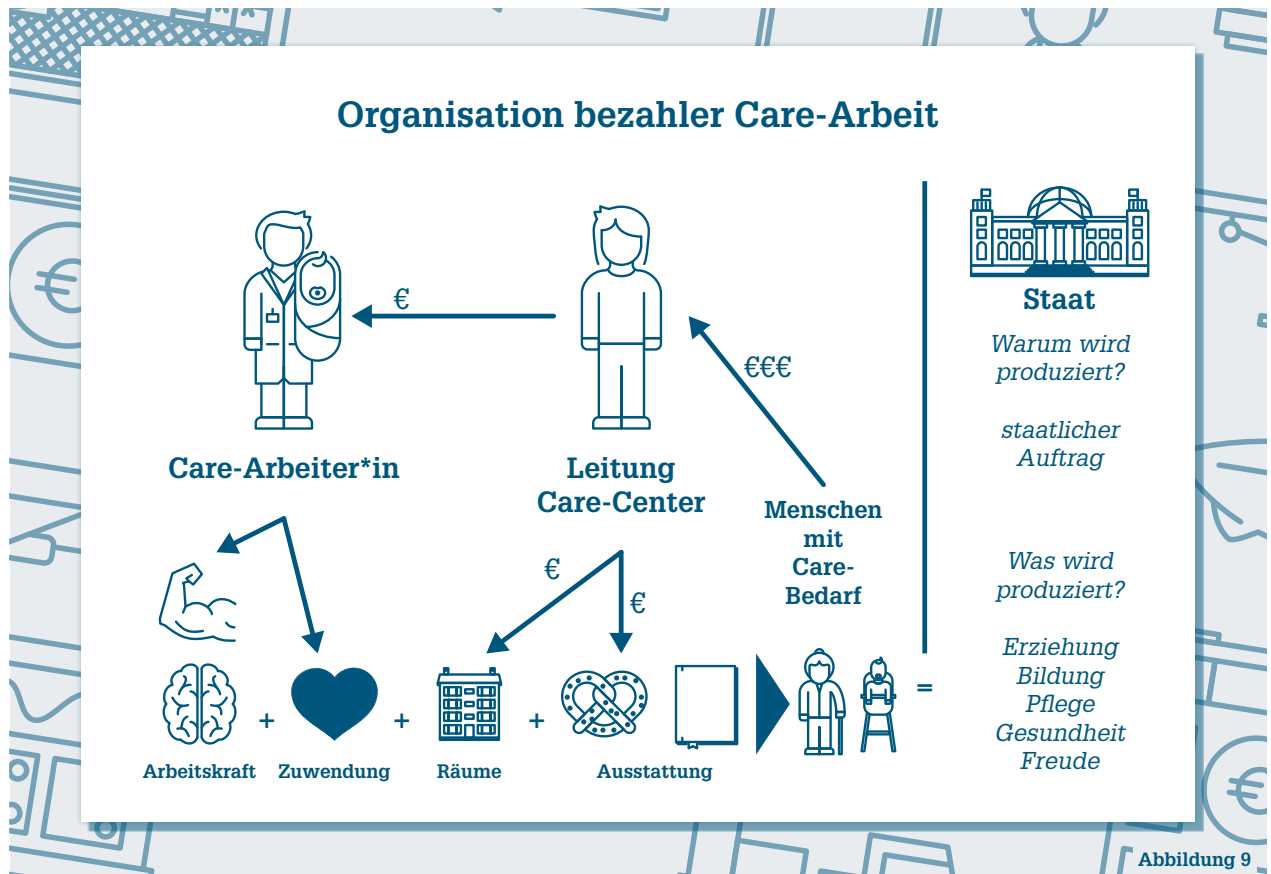 Organisation bezahler Care-Arbeit
€
€€€
Care-Arbeiter*in
Leitung
Care-Center
Menschen
mit
Care-
Bedarf
€
€
+
+
+
=
Arbeitskraft
Zuwendung
Räume
Ausstattung
Staat
Warum wird
produziert?
staatlicher
Auftrag
Was wird
produziert?
Erziehung
Bildung
Pflege
Gesundheit
Freude
€
€
Abbildung 9